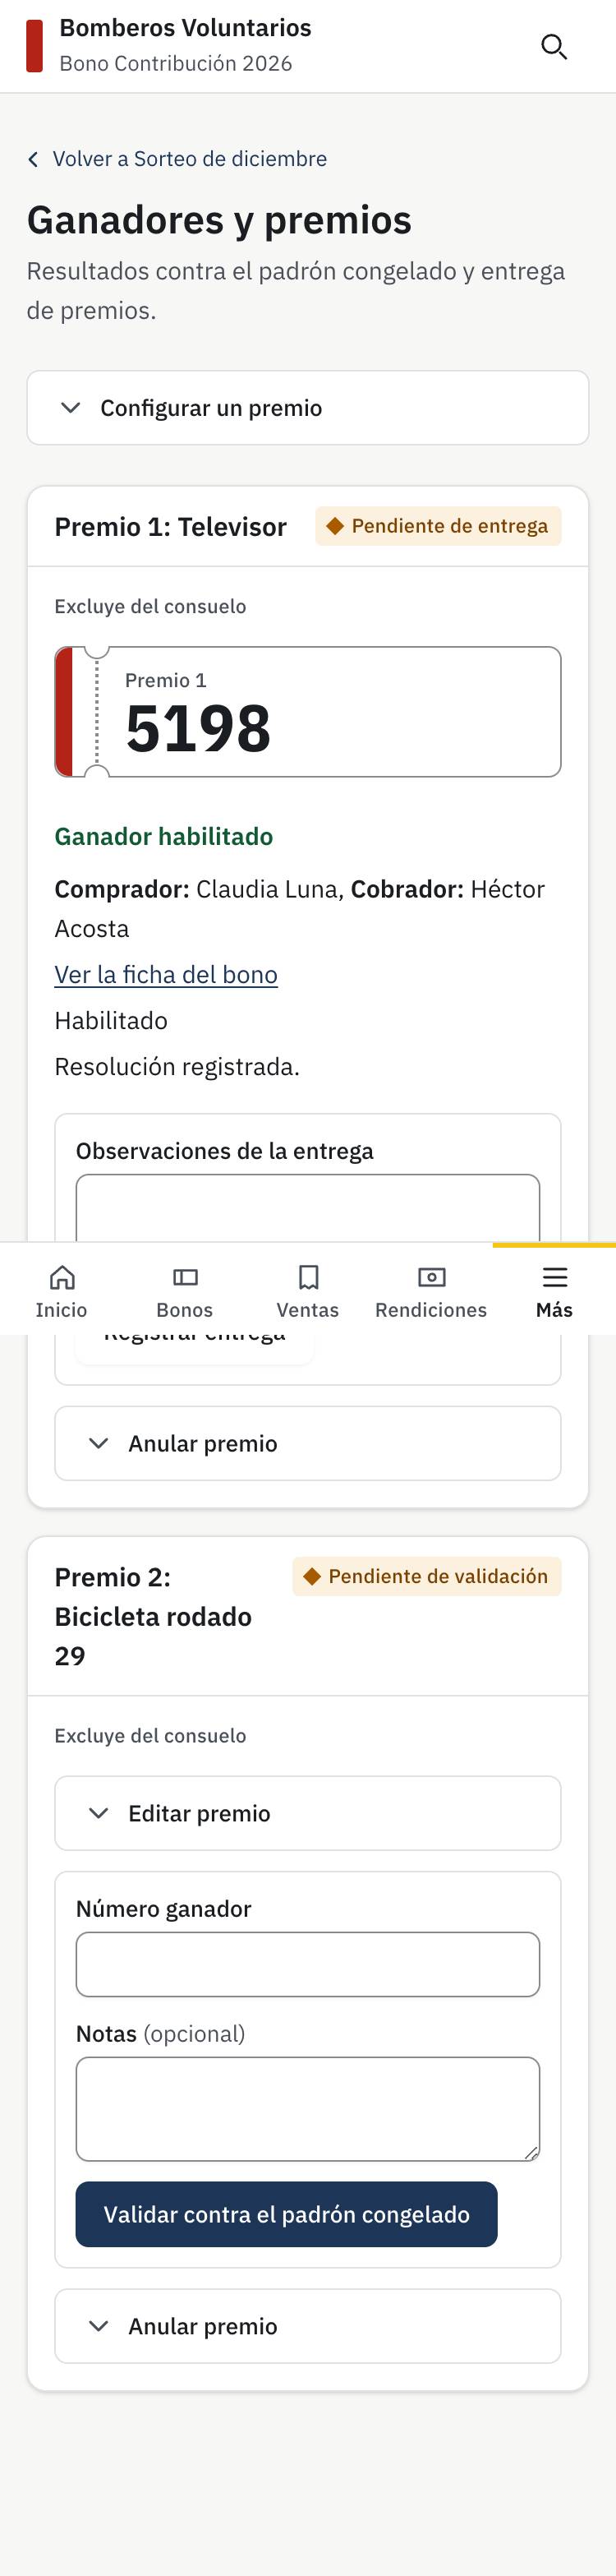 Bomberos Voluntarios
Bono Contribución 2026
Volver a Sorteo de diciembre
Ganadores y premios
Resultados contra el padrón congelado y entrega
de premios.
Configurar un premio
Premio 1: Televisor
Pendiente de entrega
Excluye del consuelo
Premio 1
5198
Ganador habilitado
Comprador: Claudia Luna, Cobrador: Héctor
Acosta
Ver la ficha del bono
Habilitado
Resolución registrada.
Observaciones de la entrega
Inicio
Bonos
Ventas
Rendiciones
Más
Registrar entrega
Anular premio
Premio 2:
Bicicleta rodado
29
Pendiente de validación
Excluye del consuelo
Editar premio
Número ganador
Notas (opcional)
Validar contra el padrón congelado
Anular premio